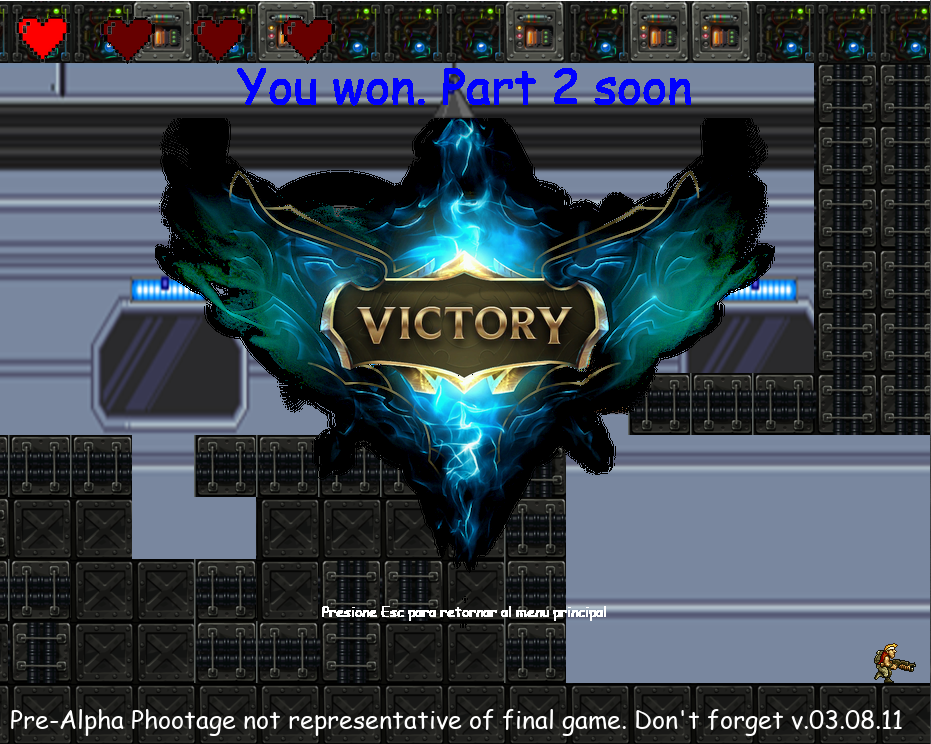 You won. Part 2 soon
VICTORY
Presione Esc para retornar al menu principal
Pre-Alpha Phootage not representative of final game. Don't forget v.03.08.11